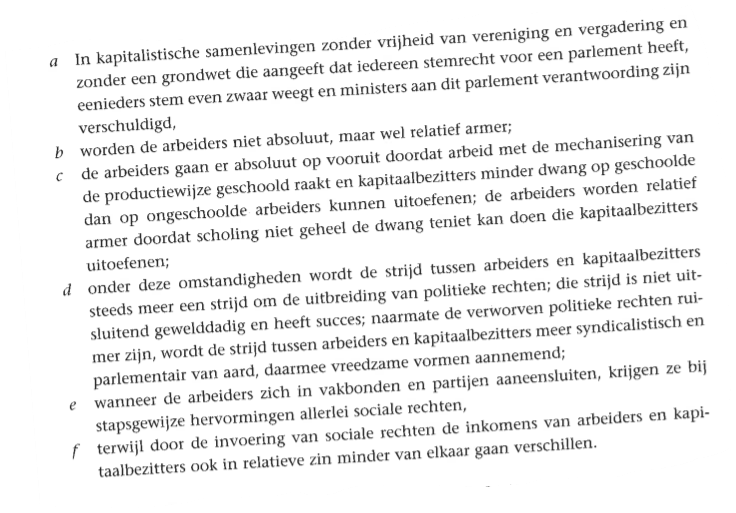 a In kapitalistische samenlevingen zonder vrijheid van vereniging en vergadering en
zonder een grondwet die aangeeft dat iedereen stemrecht voor een parlement heeft,
eenieders stem even zwaar weegt en ministers aan dit parlement verantwoording zijn
verschuldigd,
b worden de arbeiders niet absoluut, maar wel relatief armer;
c de arbeiders gaan er absoluut op vooruit doordat arbeid met de mechanisering van
de productiewijze geschoold raakt en kapitaalbezitters minder dwang op geschoolde
dan op ongeschoolde arbeiders kunnen uitoefenen; de arbeiders worden relatief
armer doordat scholing niet geheel de dwang teniet kan doen die kapitaalbezitters
uitoefenen;
d onder deze omstandigheden wordt de strijd tussen arbeiders en kapitaalbezitters
steeds meer een strijd om de uitbreiding van politieke rechten; die strijd is niet uit-
sluitend gewelddadig en heeft succes; naarmate de verworven politieke rechten rui-
mer zijn, wordt de strijd tussen arbeiders en kapitaalbezitters meer syndicalistisch en
parlementair van aard, daarmee vreedzame vormen aannemend;
e wanneer de arbeiders zich in vakbonden en partijen aaneensluiten, krijgen ze bij
stapsgewijze hervormingen allerlei sociale rechten,
f terwijl door de invoering van sociale rechten de inkomens van arbeiders en kapi-
taalbezitters ook in relatieve zin minder van elkaar gaan verschillen.